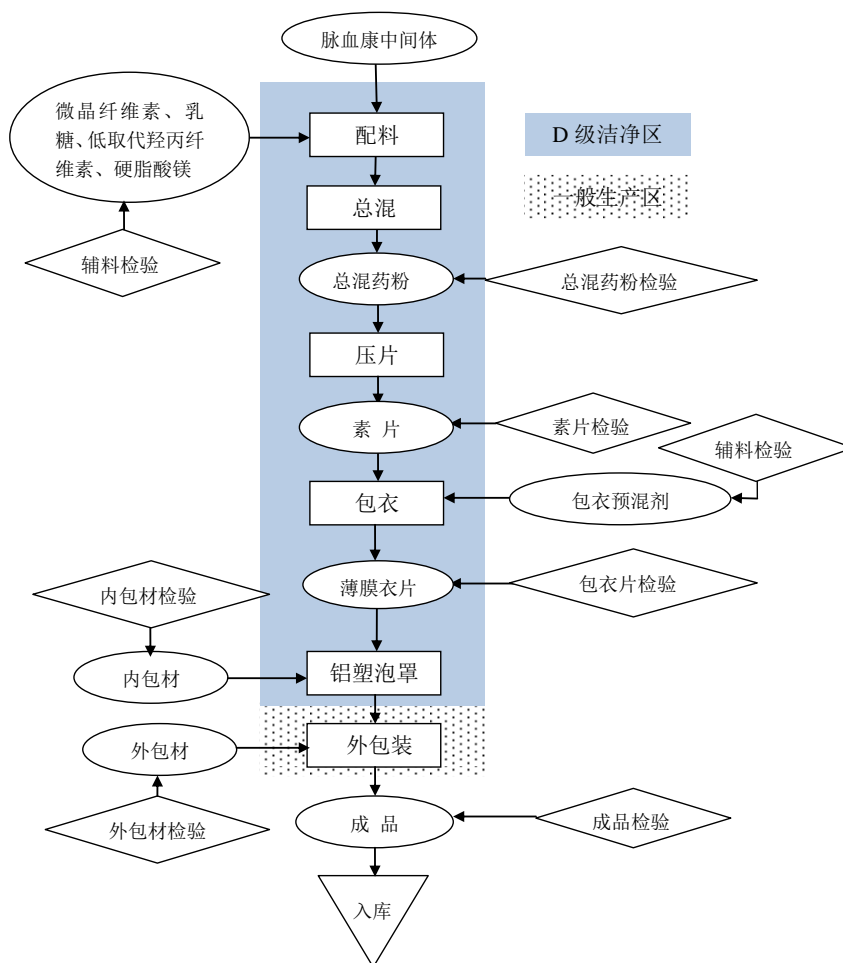 脉血康中间体
微晶纤维素、乳
糖、低取代羟丙纤
维素、硬脂酸镁
配料
D 级洁净区
一般生产区
总混
辅料检验
总混药粉
总混药粉检验
压片
素 片
素片检验
辅料检验
包衣
包衣预混剂
薄膜衣片
包衣片检验
内包材检验
内包材
铝塑泡罩
外包材
外包装
外包材检验
成 品
成品检验
入库